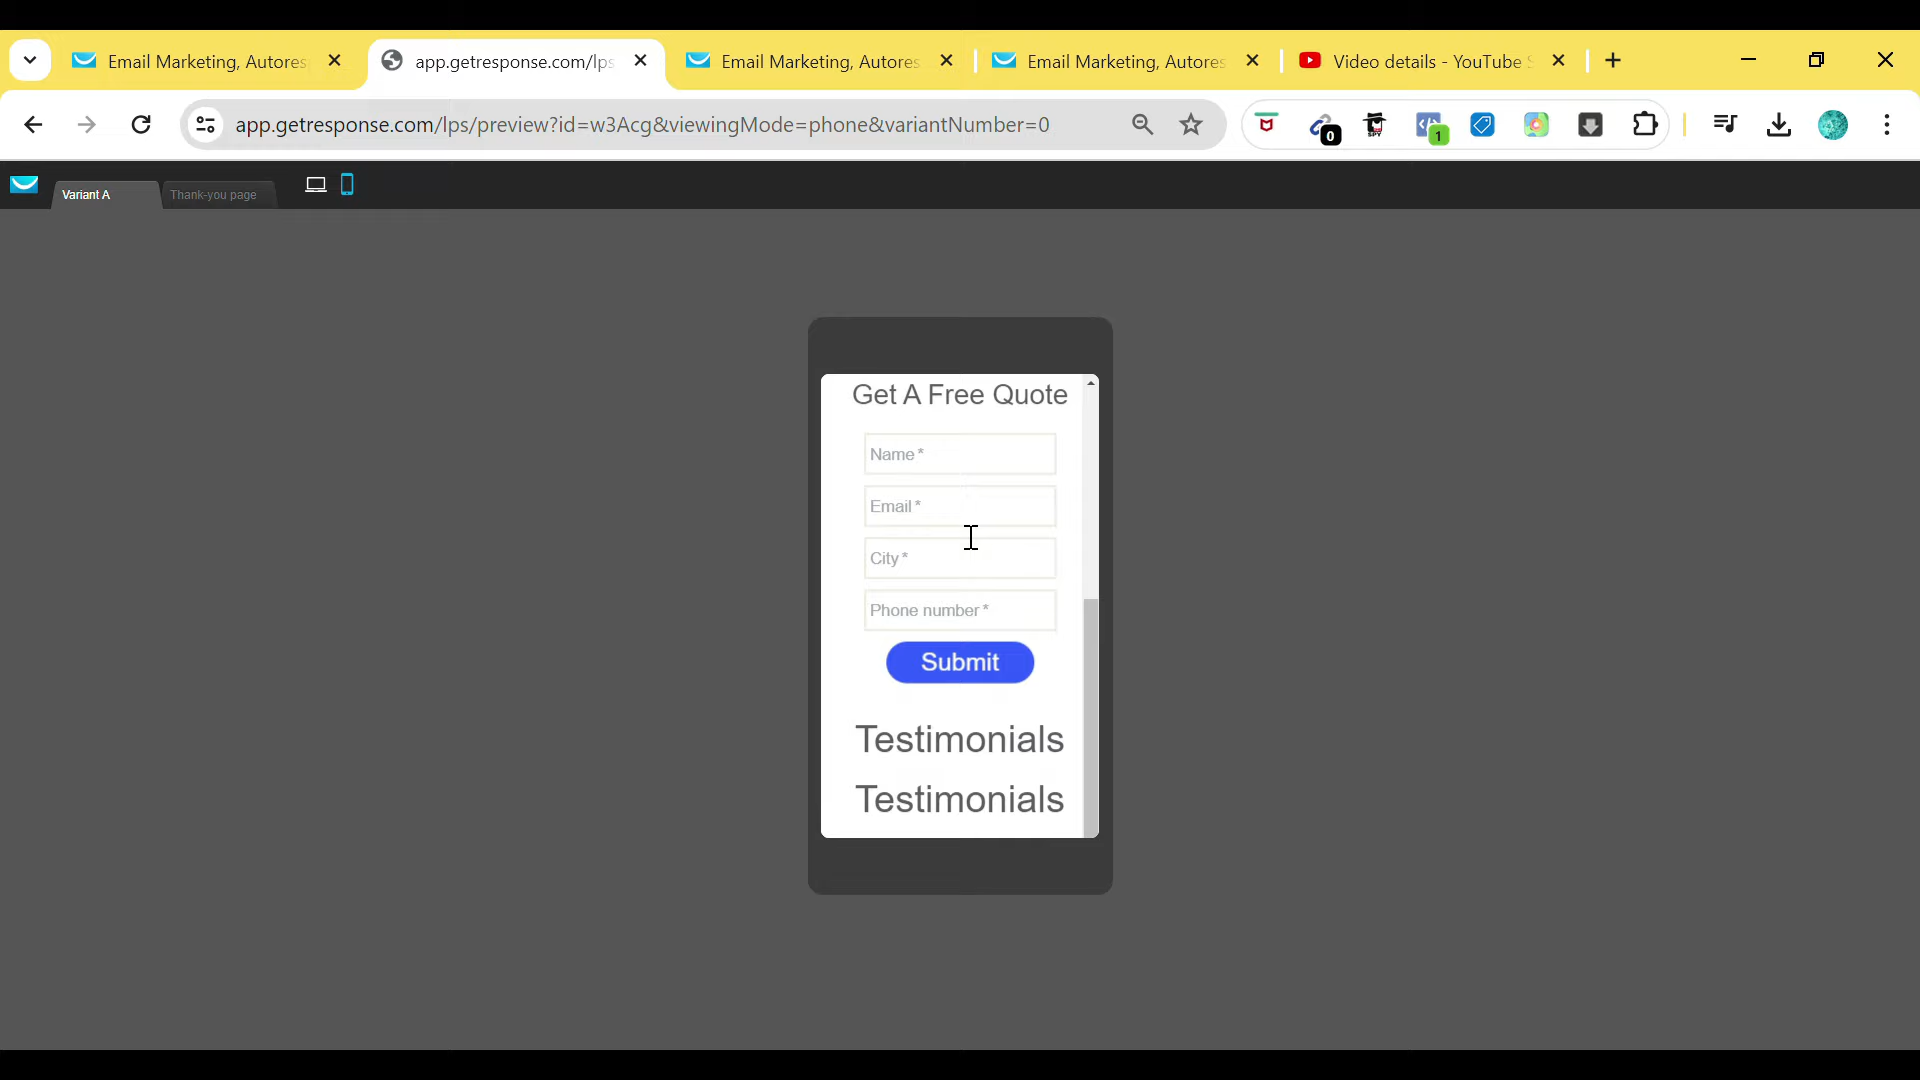 Email Marketing, Autores
app.getresponse.com/lps
Email Marketing, Autores
Email Marketing, Autores
Video details - YouTube S
app.getresponse.com/lps/preview?id=w3Acg&viewingMode=phone&variantNumber=0
0
SPY
1
Variant A
Thank-you page
Get A Free Quote
Name*
Email*
City*
Phone number*
Submit
Testimonials
Testimonials